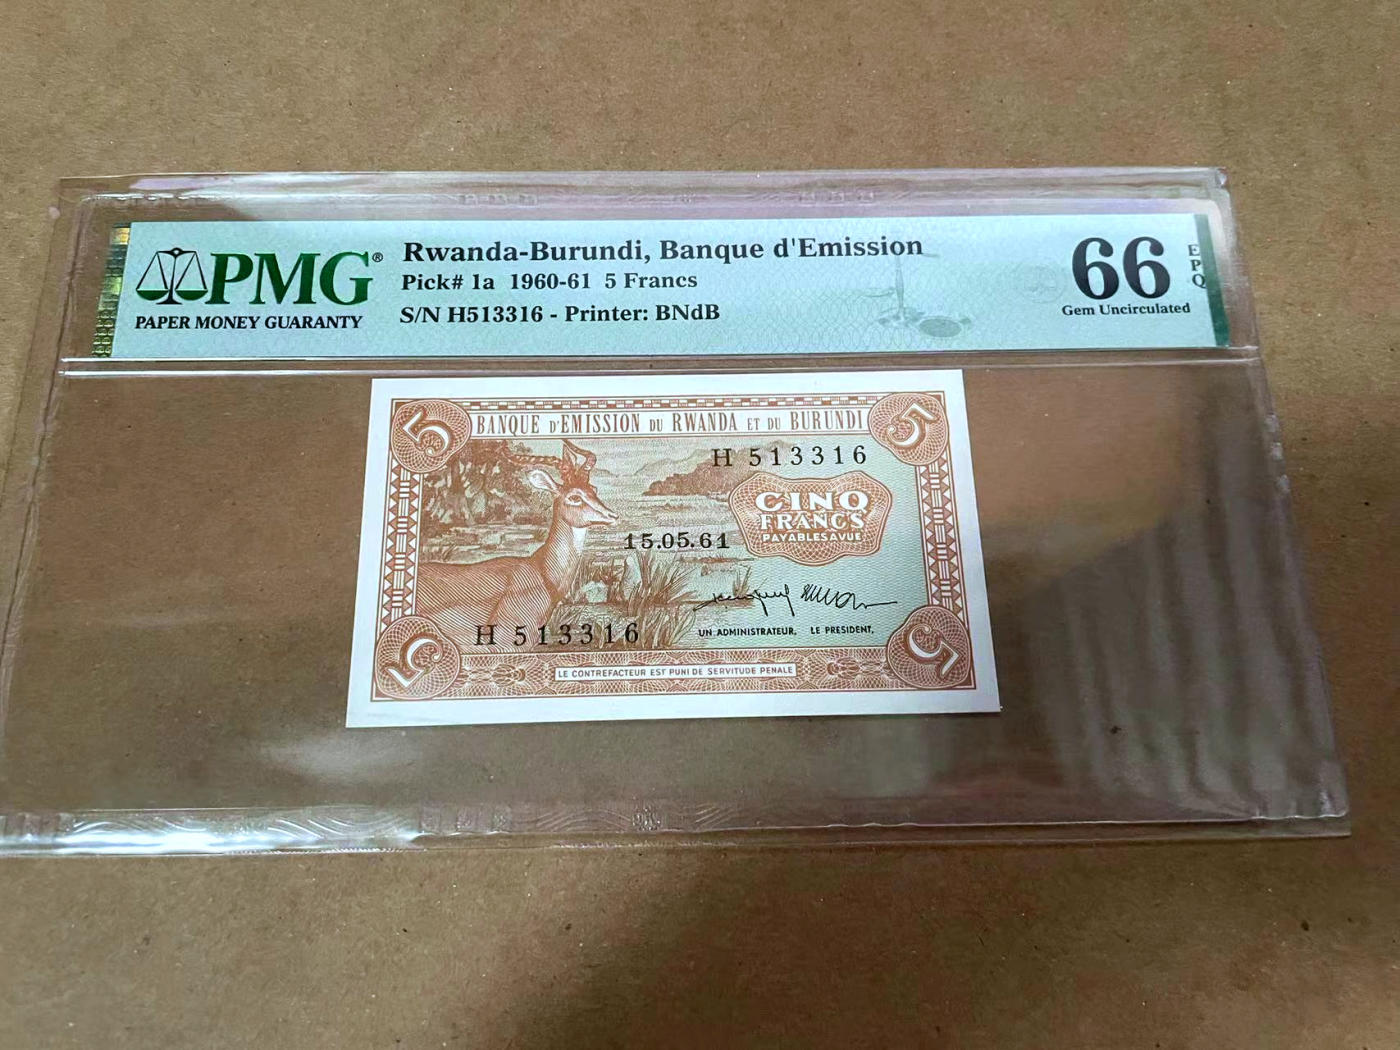 PMG®
PAPER MONEY GUARANTY
Rwanda-Burundi, Banque d'Emission
Pick# 1a 1960-61 5 Francs
S/N H513316 - Printer: BNdB
66
EPQ
Gem Uncirculated
5
BANQUE D'EMISSION DU RWANDA ET DU BURUNDI
5
H 513316
CINQ
FRANCS
PAYABLES A VUE
15.05.61
H 513316
UN ADMINISTRATEUR, LE PRESIDENT,
5
LE CONTREFACTEUR EST PUNI DE SERVITUDE PENALE
5